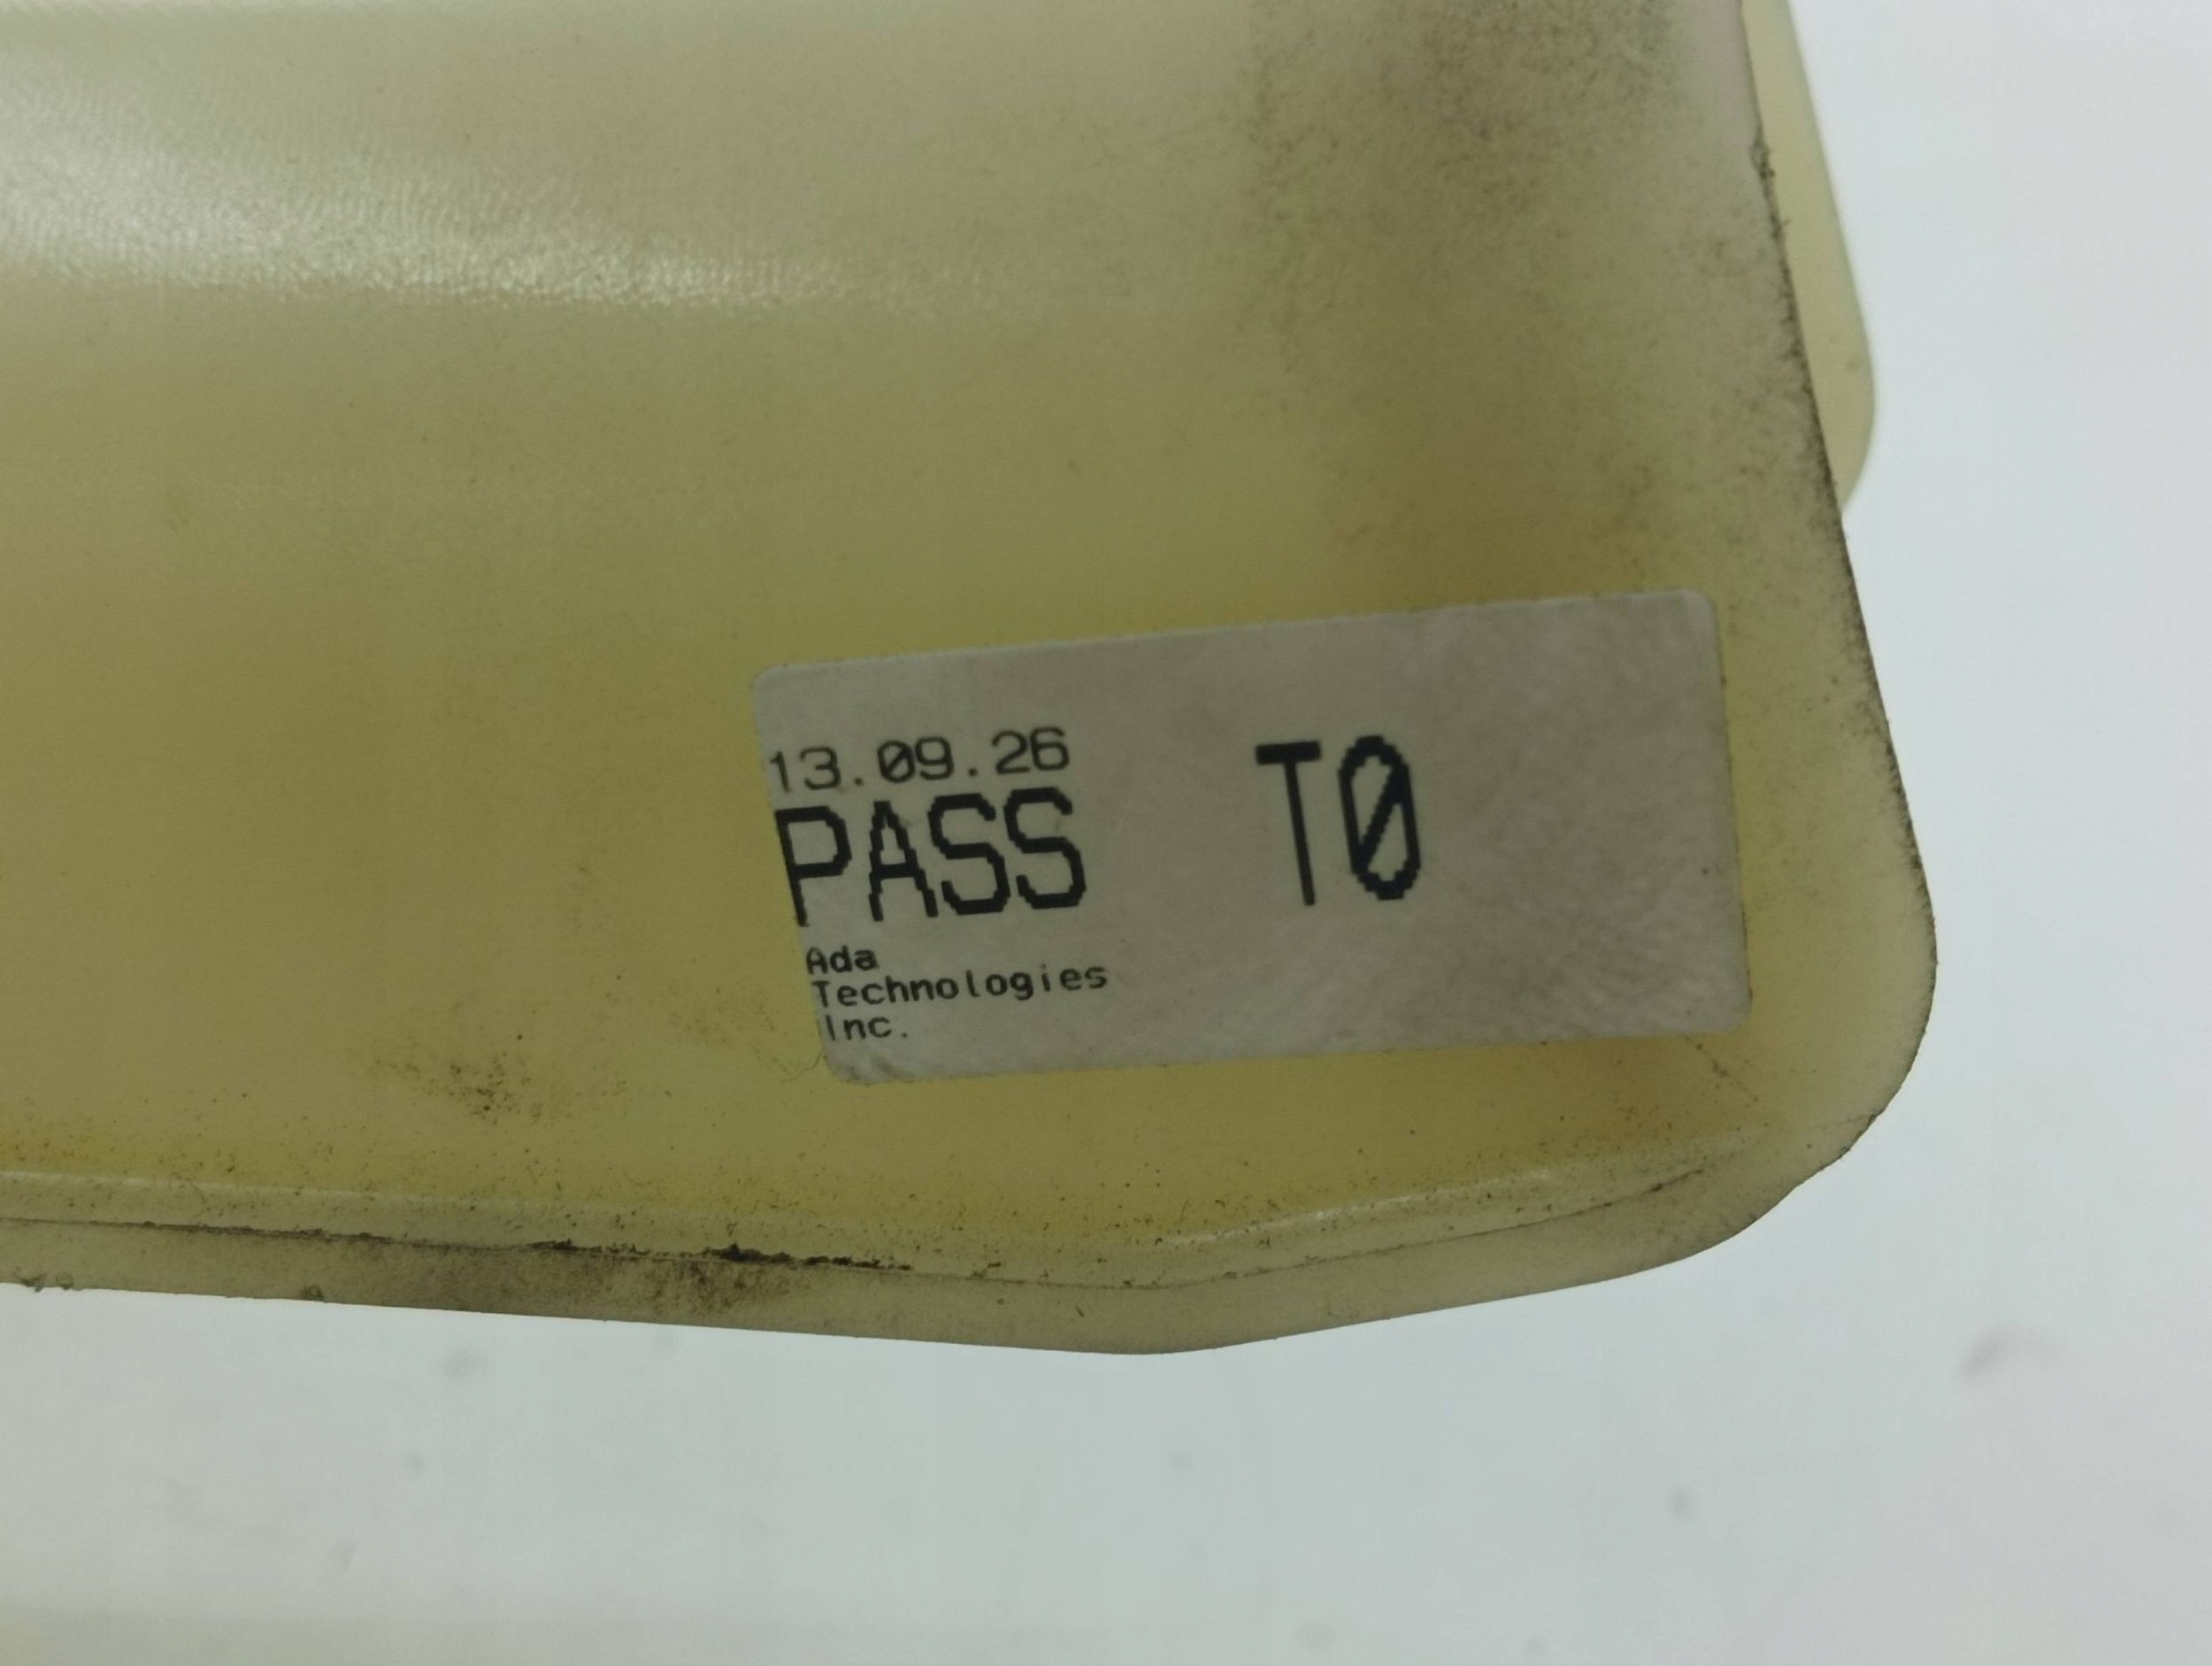 13.09.26
PASS T0
Ada
Technologies
Inc.